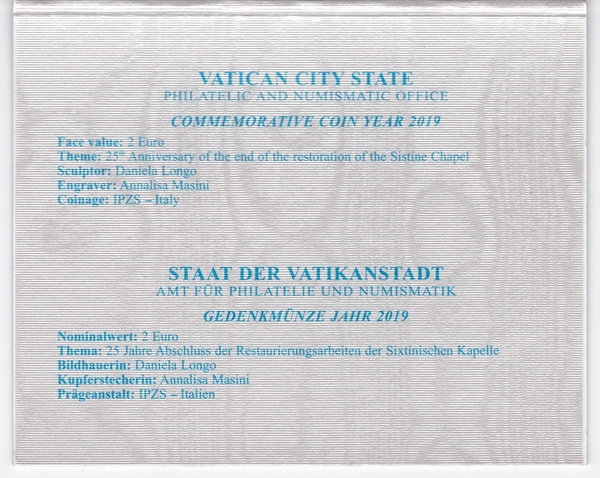 VATICAN CITY STATE
PHILATELIC AND NUMISMATIC OFFICE
COMMEMORATIVE COIN YEAR 2019
Face value: 2 Euro
Theme: 25th Anniversary of the end of the restoration of the Sistine Chapel
Sculptor: Daniela Longo
Engraver: Annalisa Masini
Coinage: IPZS – Italy
STAAT DER VATIKANSTADT
AMT FÜR PHILATELIE UND NUMISMATIK
GEDENKMÜNZE JAHR 2019
Nominalwert: 2 Euro
Thema: 25 Jahre Abschluss der Restaurierungsarbeiten der Sixtinischen Kapelle
Bildhauerin: Daniela Longo
Kupferstecherin: Annalisa Masini
Prägeanstalt: IPZS – Italien